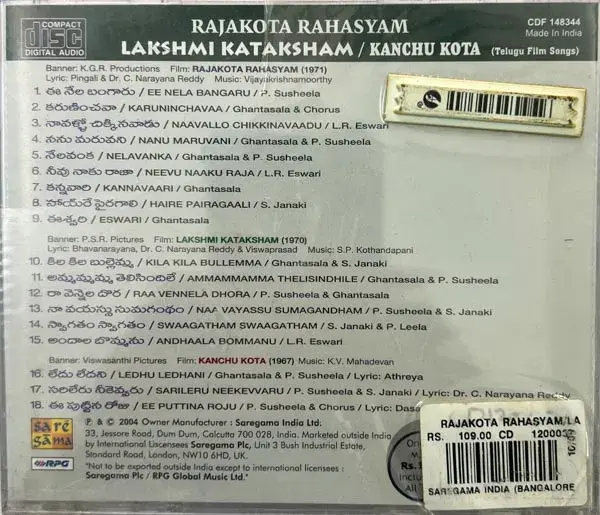 COMPACT
disc
DIGITAL AUDIO
RAJAKOTA RAHASYAM
LAKSHMI KATAKSHAM / KANCHU KOTA (Telugu Film Songs)
CDF 148344
Made In India
Banner: K.G.R. Productions Film: RAJAKOTA RAHASYAM (1971)
Lyric: Pingali & Dr. C. Narayana Reddy Music: Vijayakrishnamoorthy
1. ఈ నేల బంగారు / EE NELA BANGARU / P. Susheela
2. కరుణించవా / KARUNINCHAVAA / Ghantasala & Chorus
3. నావళ్ళో చిక్కినవాడు / NAAVALLO CHIKKINAVAADU / L.R. Eswari
4. నను మరువని / NANU MARUVANI / Ghantasala & P. Susheela
5. నేలవంక / NELAVANKA / Ghantasala & P. Susheela
6. నీవు నాకు రాజా / NEEVU NAAKU RAJA / L.R. Eswari
7. కన్నవారి / KANNAVAARI / Ghantasala
8. హాయిరే పైరగాలి / HAIRE PAIRAGAALI / S. Janaki
9. ఈశ్వరి / ESWARI / Ghantasala
Banner: P.S.R. Pictures Film: LAKSHMI KATAKSHAM (1970)
Lyric: Bhavanarayana, Dr. C. Narayana Reddy & Viswaprasad Music: S.P. Kothandapani
10. కిల కిల బుల్లెమ్మ / KILA KILA BULLEMMA / Ghantasala & S. Janaki
11. అమ్మమ్మమ్మ తెలిసిందిలే / AMMAMMAMMA THELISINDHILE / Ghantasala & P. Susheela
12. రా వెన్నెల దొర / RAA VENNELA DHORA / P. Susheela & Ghantasala
13. నా వయస్సు సుమగంధం / NAA VAYASSU SUMAGANDHAM / P. Susheela & S. Janaki
14. స్వాగతం స్వాగతం / SWAAGATHAM SWAAGATHAM / S. Janaki & P. Leela
15. అందాల బొమ్మను / ANDHAALA BOMMANU / L.R. Eswari
Banner: Viswasanthi Pictures Film: KANCHU KOTA (1967) Music: K.V. Mahadevan
16. లేదు లేదని / LEDHU LEDHANI / Ghantasala & P. Susheela / Lyric: Athreya
17. సరిలేరు నీకెవ్వరు / SARILERU NEEKEVVARU / P. Susheela & S. Janaki / Lyric: Dr. C. Narayana Reddy
18. ఈ పుట్టిన రోజు / EE PUTTINA ROJU / P. Susheela & Chorus / Lyric: Dasa
saregama
RPG
℗ & © 2004 Owner Manufacturer : Saregama India Ltd.
33, Jessore Road, Dum Dum, Calcutta 700 028, India. Marketed outside India
by International Licensees Saregama Plc, Unit 3 Bush Industrial Estate,
Standard Road, London, NW10 6HD, UK.
"Not to be exported outside India except to International licensees :
Saregama Plc / RPG Global Music Ltd."
RAJAKOTA RAHASYAM/LA
RS. 109.00 CD
SAREGAMA INDIA (BANGALORE